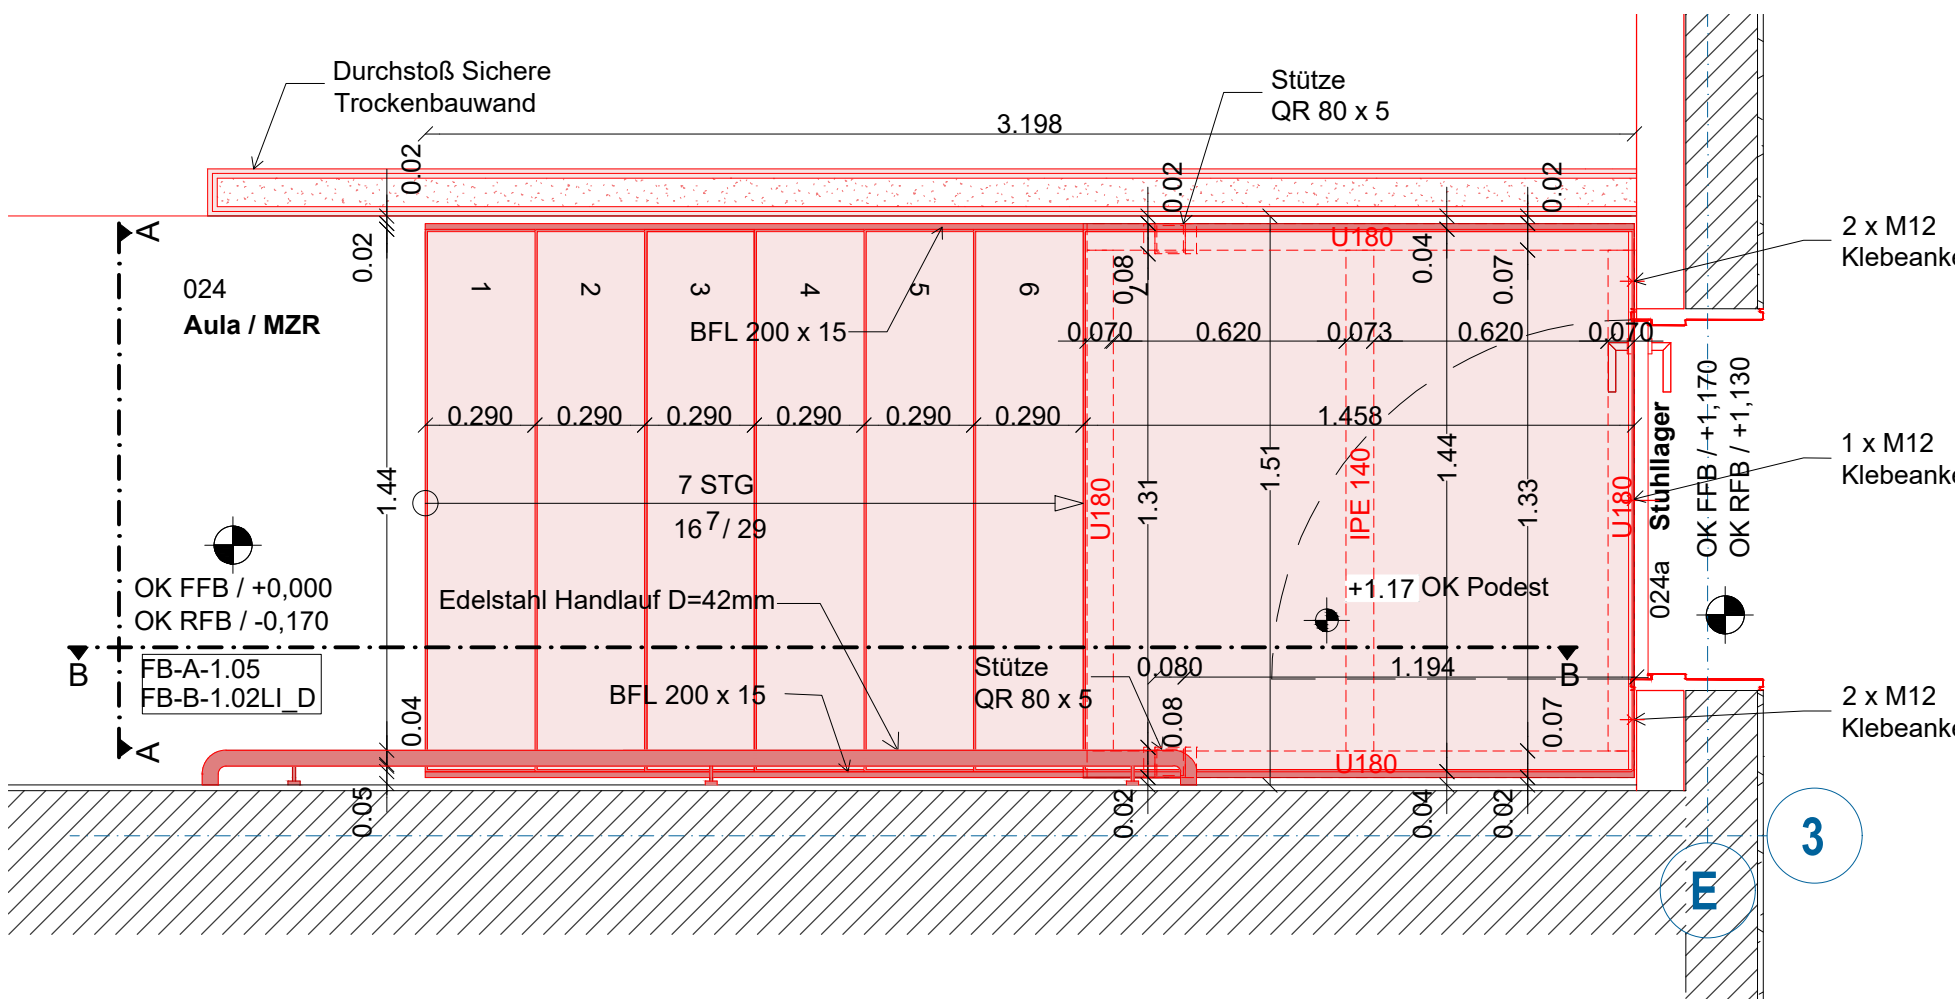 Durchstoß Sichere
Trockenbauwand
Stütze
QR 80 x 5
3.198
0.02
0.02
0.02
A
0.02
U180
0.04
0.07
2 x M12
Klebeanke
024
Aula / MZR
1
2
3
4
5
6
7
0.08
BFL 200 x 15
0.070
0.620
0.073
0.620
0.070
0.290
0.290
0.290
0.290
0.290
0.290
1.458
1.44
7 STG
16 7 / 29
U180
1.31
1.51
IPE 140
1.44
1.33
U180
Stuhllager
024a
OK FFB / +1,170
OK RFB / +1,130
1 x M12
Klebeanke
OK FFB / +0,000
OK RFB / -0,170
Edelstahl Handlauf D=42mm
+1.17 OK Podest
B
FB-A-1.05
FB-B-1.02LI_D
Stütze
QR 80 x 5
0.080
1.194
B
BFL 200 x 15
0.04
0.08
0.07
2 x M12
Klebeanke
A
U180
0.05
0.02
0.04
0.02
3
E